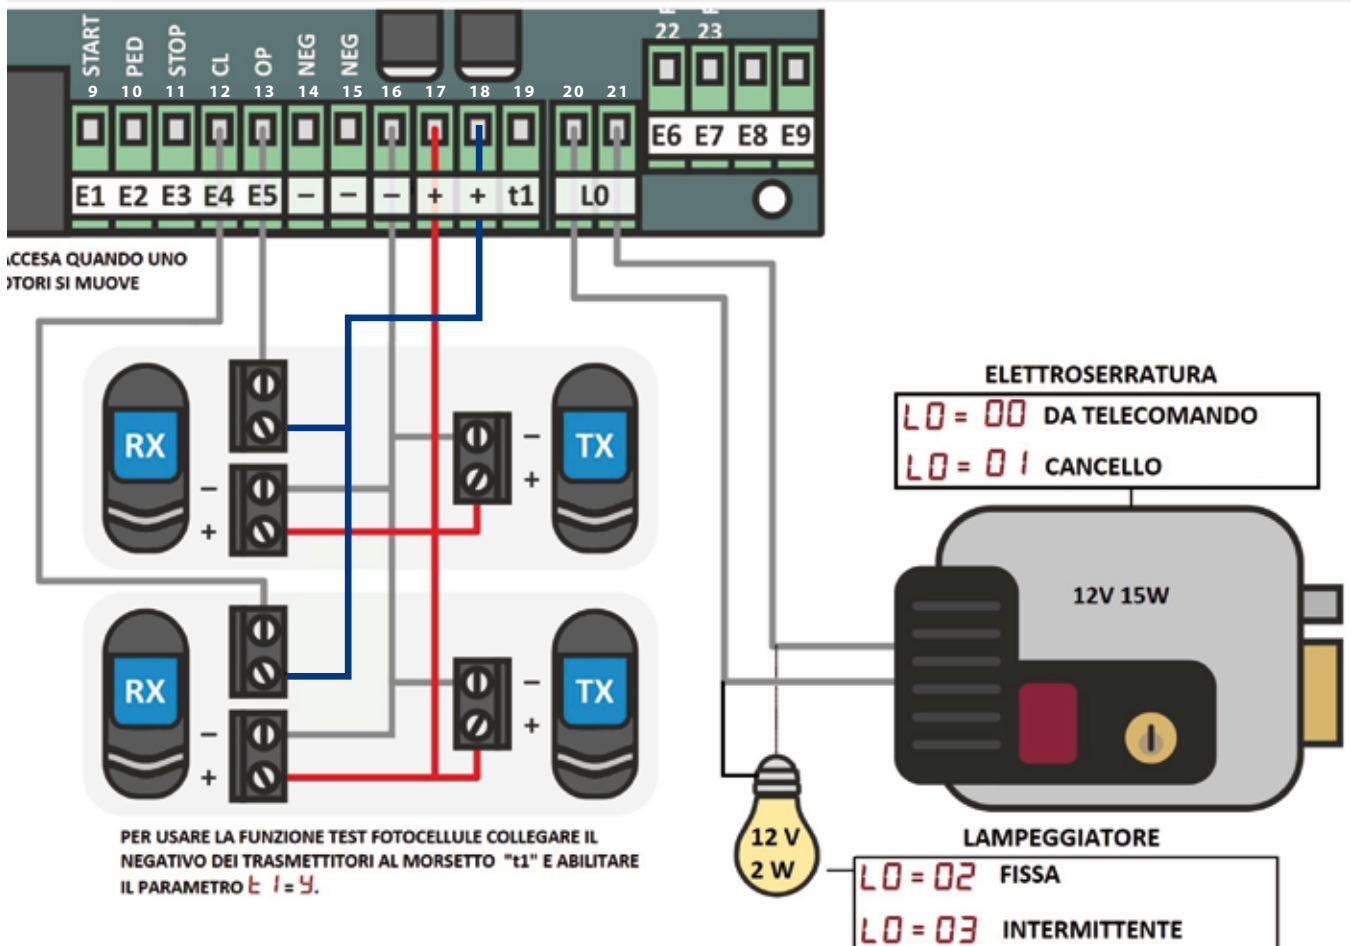 22 23
START PED STOP CL OP NEG NEG
9 10 11 12 13 14 15 16 17 18 19 20 21
E6 E7 E8 E9
E1 E2 E3 E4 E5 – – – + + t1 L0
ACCESA QUANDO UNO
OTORI SI MUOVE
RX
–
+
TX
–
+
RX
–
+
TX
–
+
PER USARE LA FUNZIONE TEST FOTOCELLULE COLLEGARE IL
NEGATIVO DEI TRASMETTITORI AL MORSETTO "t1" E ABILITARE
IL PARAMETRO t1=y.
ELETTROSERRATURA
L0 = 00 DA TELECOMANDO
L0 = 01 CANCELLO
12V 15W
12 V
2 W
LAMPEGGIATORE
L0 = 02 FISSA
L0 = 03 INTERMITTENTE